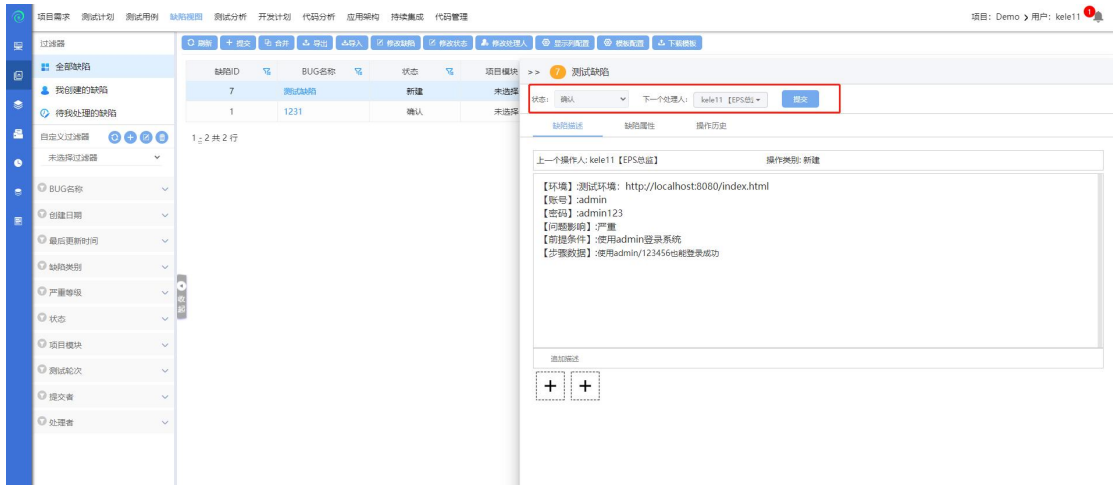 项目需求 测试计划 测试用例 缺陷视图 测试分析 开发计划 代码分析 应用架构 持续集成 代码管理 项目: Demo > 用户: kele11 1
过滤器
全部缺陷
我创建的缺陷
待我处理的缺陷
自定义过滤器
未选择过滤器
BUG名称
创建日期
最后更新时间
缺陷类别
严重等级
状态
项目模块
测试轮次
提交者
处理者
收起
刷新 + 提交 合并 导出 导入 修改缺陷 修改状态 修改处理人 显示列配置 模板配置 下载模板
缺陷ID BUG名称 状态 项目模块
7 测试缺陷 新建 未选择
1 1231 确认 未选择
1 - 2 共 2 行
>> 7 测试缺陷
状态: 确认 下一个处理人: kele11【EPS总 提交
缺陷描述 缺陷属性 操作历史
上一个操作人: kele11【EPS总监】 操作类别: 新建
【环境】:测试环境：http://localhost:8080/index.html
【账号】:admin
【密码】:admin123
【问题影响】:严重
【前提条件】:使用admin登录系统
【步骤数据】:使用admin/123456也能登录成功
追加描述